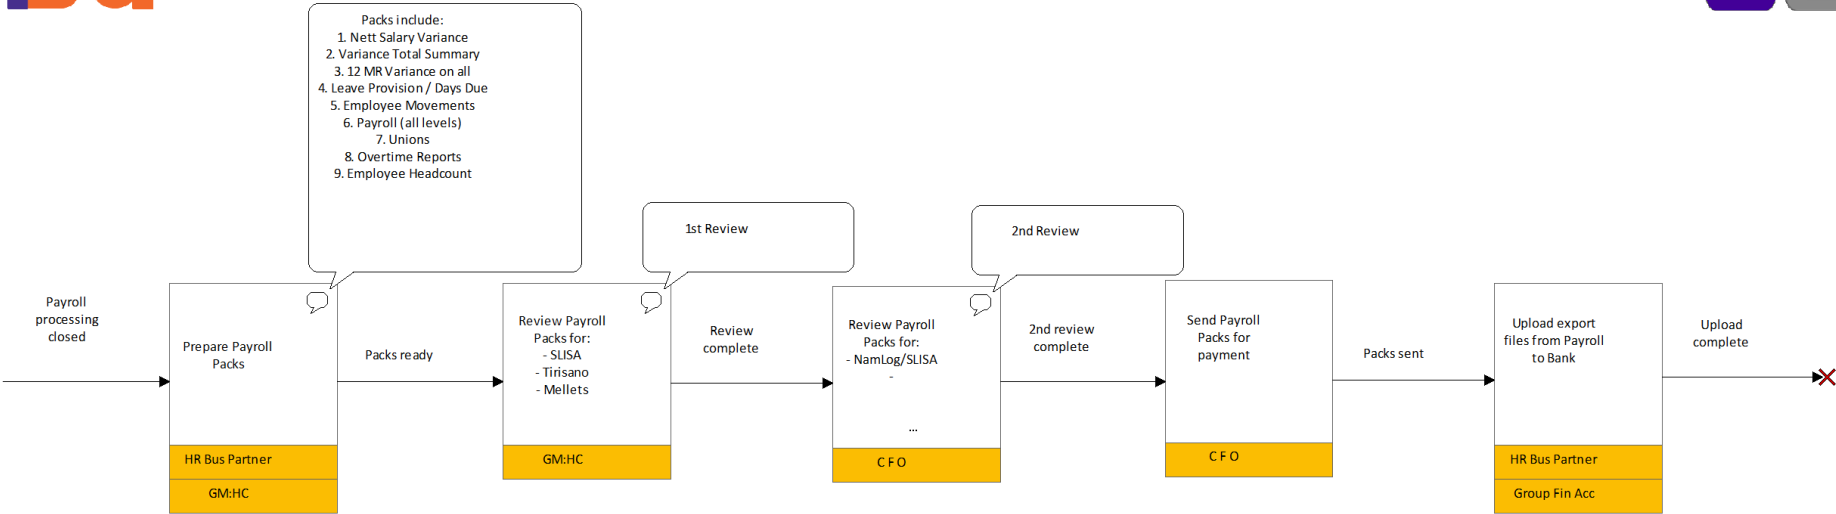 Packs include:
1. Nett Salary Variance
2. Variance Total Summary
3. 12 MR Variance on all
4. Leave Provision / Days Due
5. Employee Movements
6. Payroll (all levels)
7. Unions
8. Overtime Reports
9. Employee Headcount
1st Review
2nd Review
Payroll
processing
closed
Prepare Payroll
Packs
HR Bus Partner
GM:HC
Packs ready
Review Payroll
Packs for:
- SLISA
- Tirisano
- Mellets
GM:HC
Review
complete
Review Payroll
Packs for:
- NamLog/SLISA
-
...
C F O
2nd review
complete
Send Payroll
Packs for
payment
C F O
Packs sent
Upload export
files from Payroll
to Bank
HR Bus Partner
Group Fin Acc
Upload
complete